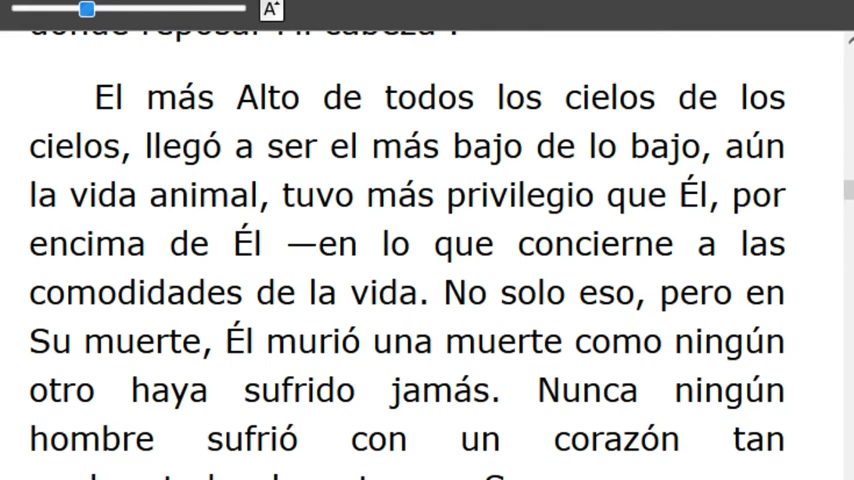 A
El más Alto de todos los cielos de los
cielos, llegó a ser el más bajo de lo bajo, aún
la vida animal, tuvo más privilegio que Él, por
encima de Él —en lo que concierne a las
comodidades de la vida. No solo eso, pero en
Su muerte, Él murió una muerte como ningún
otro haya sufrido jamás. Nunca ningún
hombre sufrió con un corazón tan